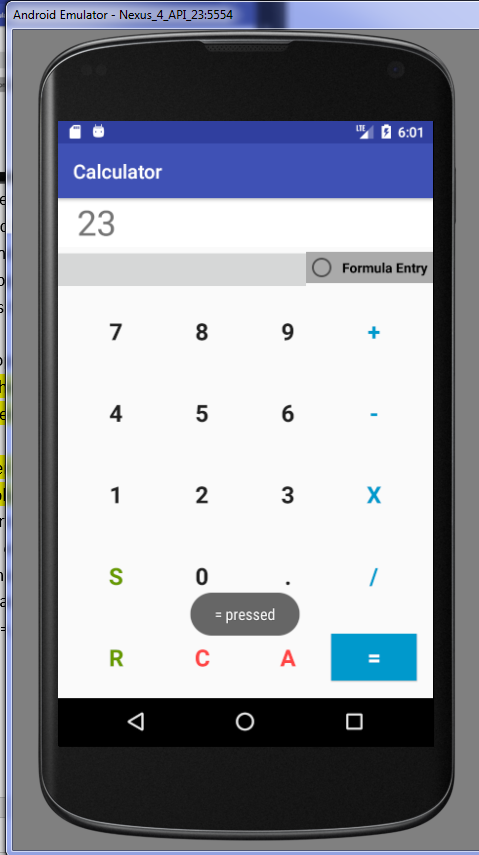 Android Emulator - Nexus_4_API_23:5554
LTE 6:01
Calculator
23
Formula Entry
7 8 9 +
4 5 6 -
1 2 3 X
S 0 . /
= pressed
R C A =